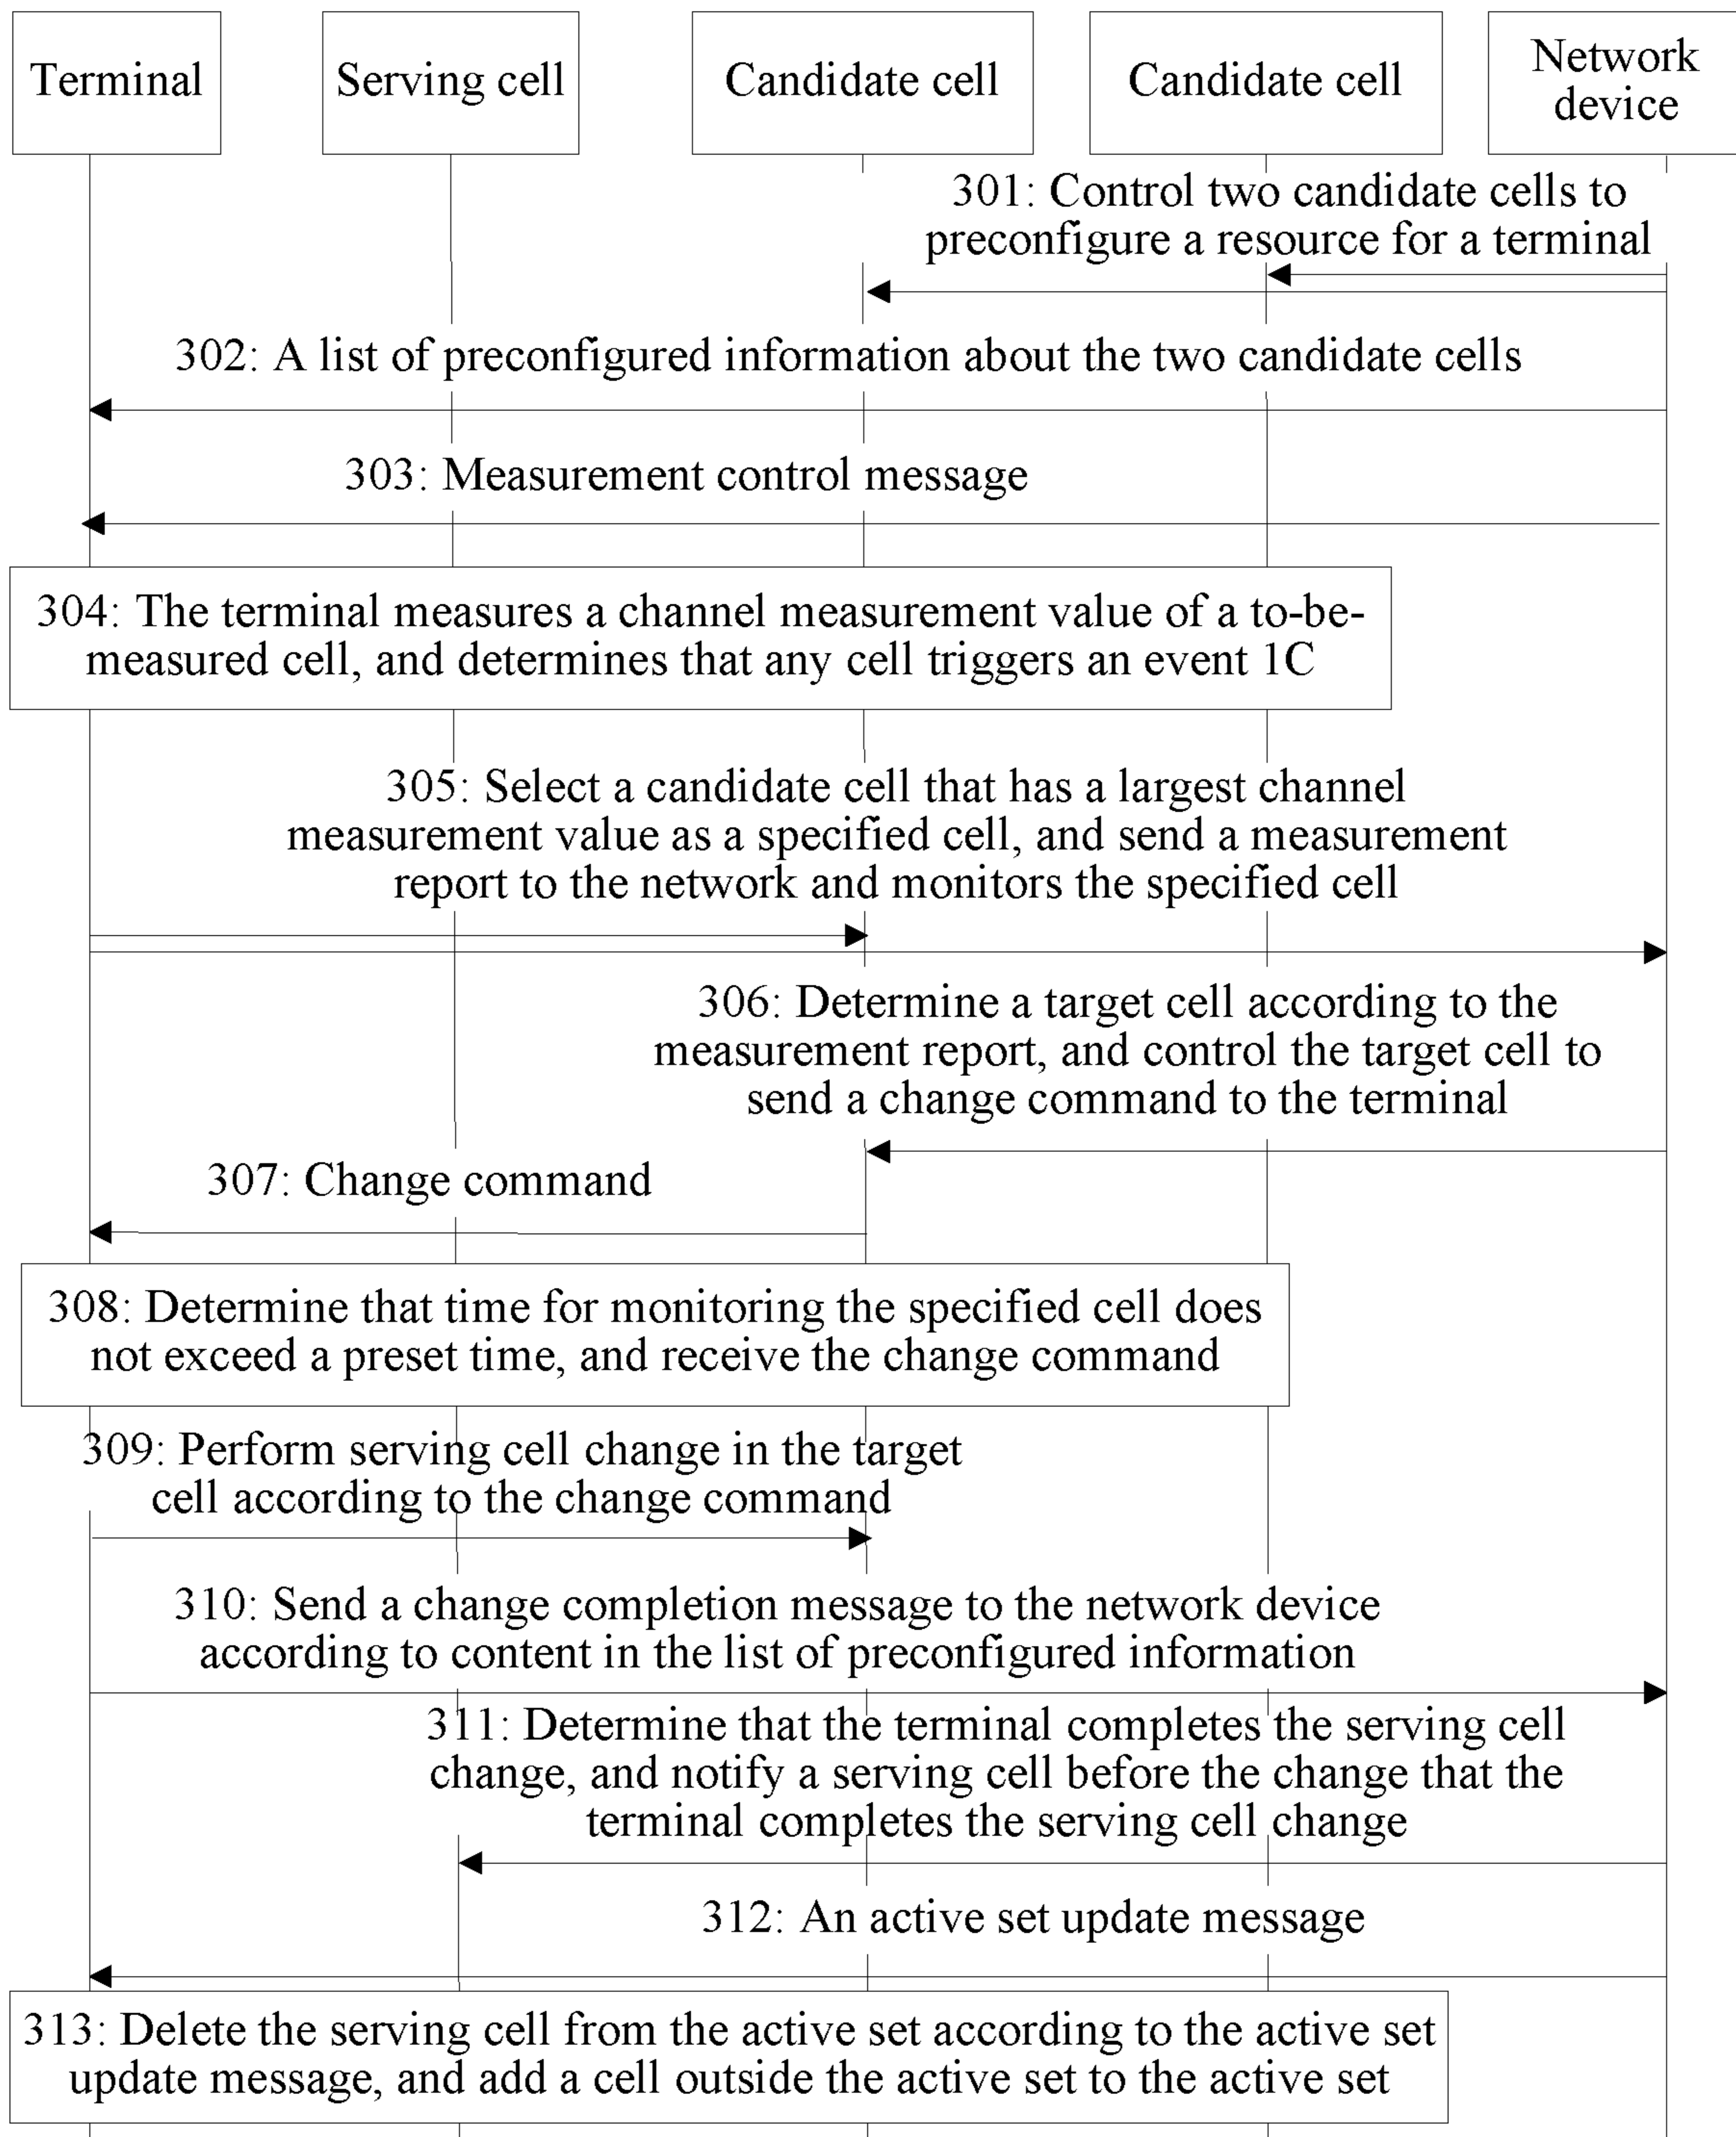 Terminal
Serving cell
Candidate cell
Candidate cell
Network
device
301: Control two candidate cells to
preconfigure a resource for a terminal
302: A list of preconfigured information about the two candidate cells
303: Measurement control message
304: The terminal measures a channel measurement value of a to-be-
measured cell, and determines that any cell triggers an event 1C
305: Select a candidate cell that has a largest channel
measurement value as a specified cell, and send a measurement
report to the network and monitors the specified cell
306: Determine a target cell according to the
measurement report, and control the target cell to
send a change command to the terminal
307: Change command
308: Determine that time for monitoring the specified cell does
not exceed a preset time, and receive the change command
309: Perform serving cell change in the target
cell according to the change command
310: Send a change completion message to the network device
according to content in the list of preconfigured information
311: Determine that the terminal completes the serving cell
change, and notify a serving cell before the change that the
terminal completes the serving cell change
312: An active set update message
313: Delete the serving cell from the active set according to the active set
update message, and add a cell outside the active set to the active set